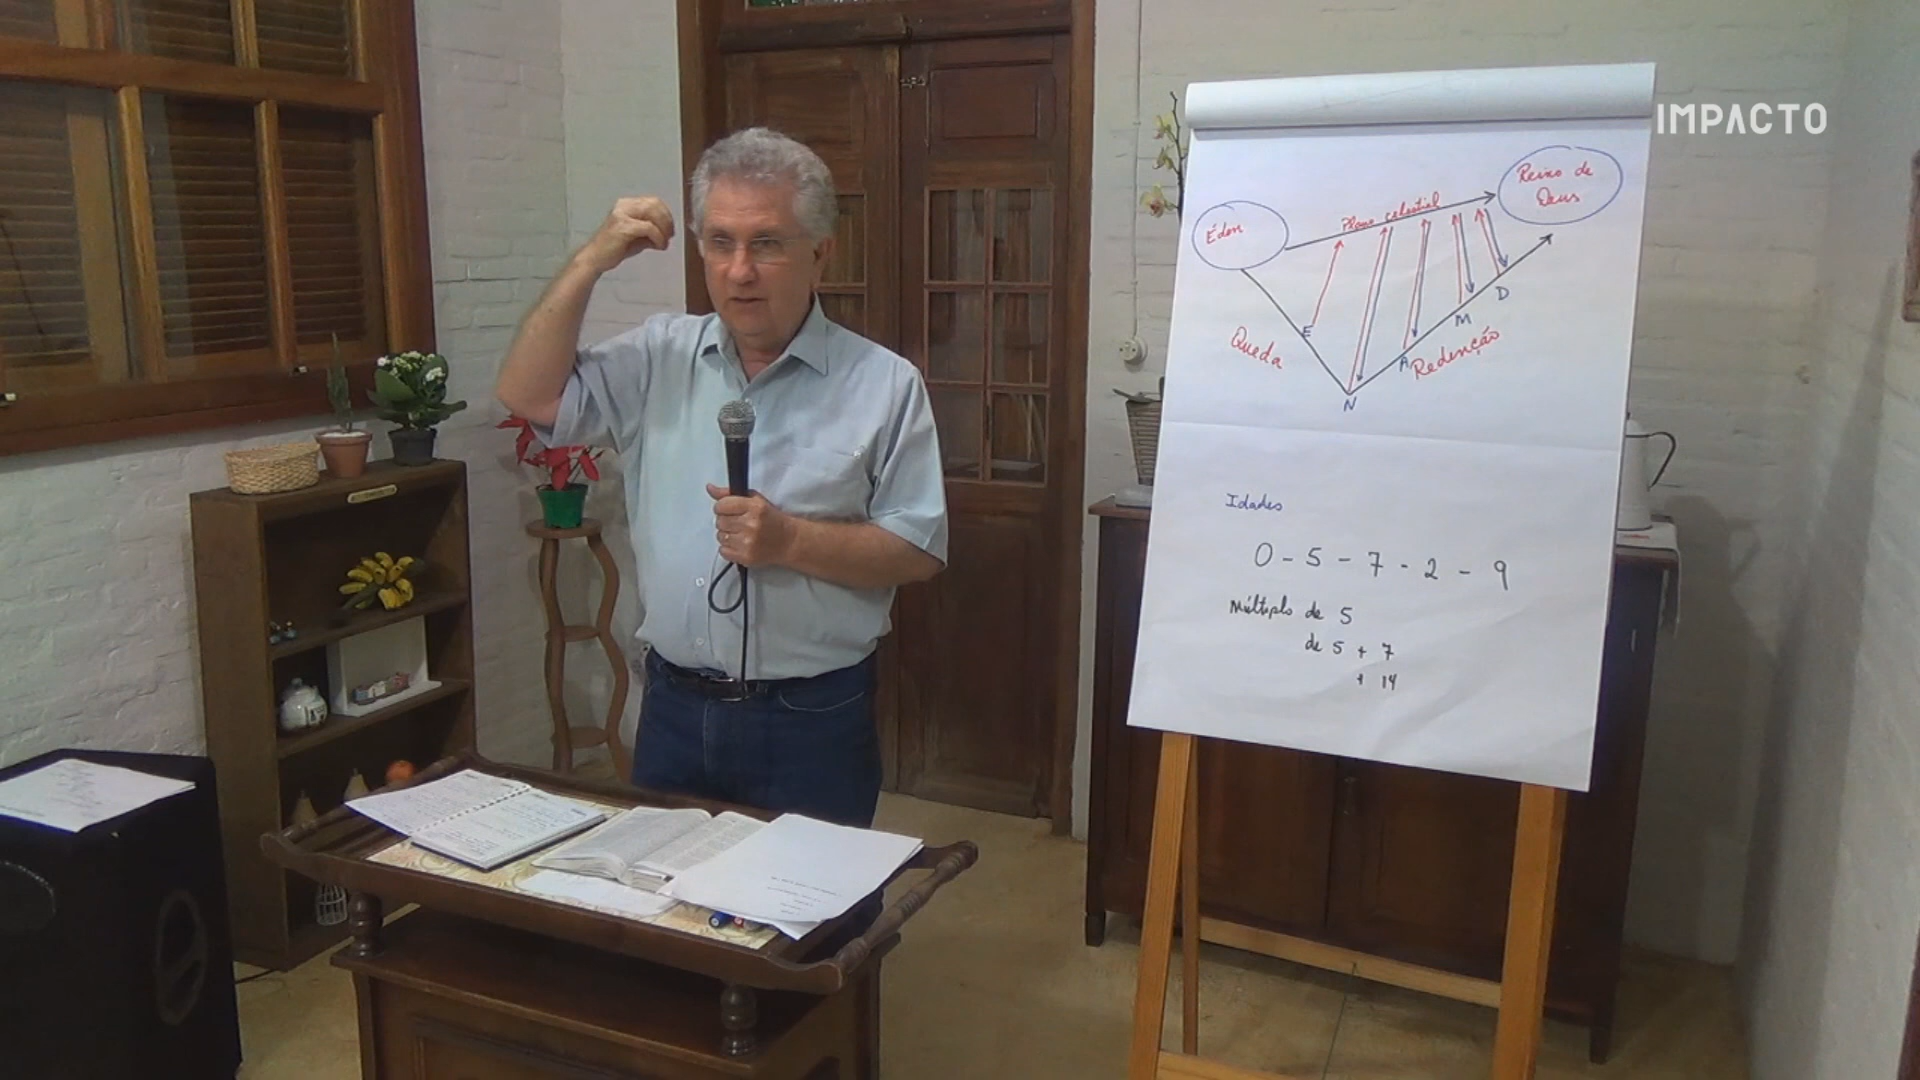 IMPACTO
Reino de
Deus
Éden
Plano celestial
E
D
M
Queda
A
Redenção
N
Idades
0 - 5 - 7 - 2 - 9
Múltiplo de 5
de 5 + 7
+ 14